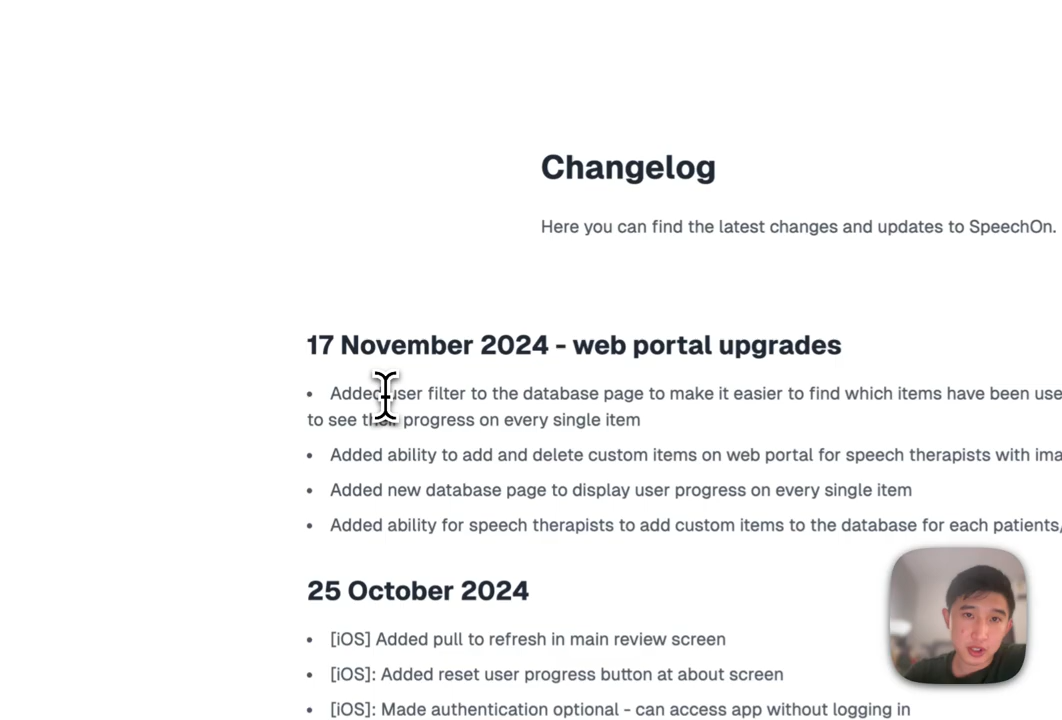 Changelog
Here you can find the latest changes and updates to SpeechOn.
17 November 2024 - web portal upgrades
• Added user filter to the database page to make it easier to find which items have been use
to see their progress on every single item
• Added ability to add and delete custom items on web portal for speech therapists with ima
• Added new database page to display user progress on every single item
• Added ability for speech therapists to add custom items to the database for each patients/
25 October 2024
• [iOS] Added pull to refresh in main review screen
• [iOS]: Added reset user progress button at about screen
• [iOS]: Made authentication optional - can access app without logging in